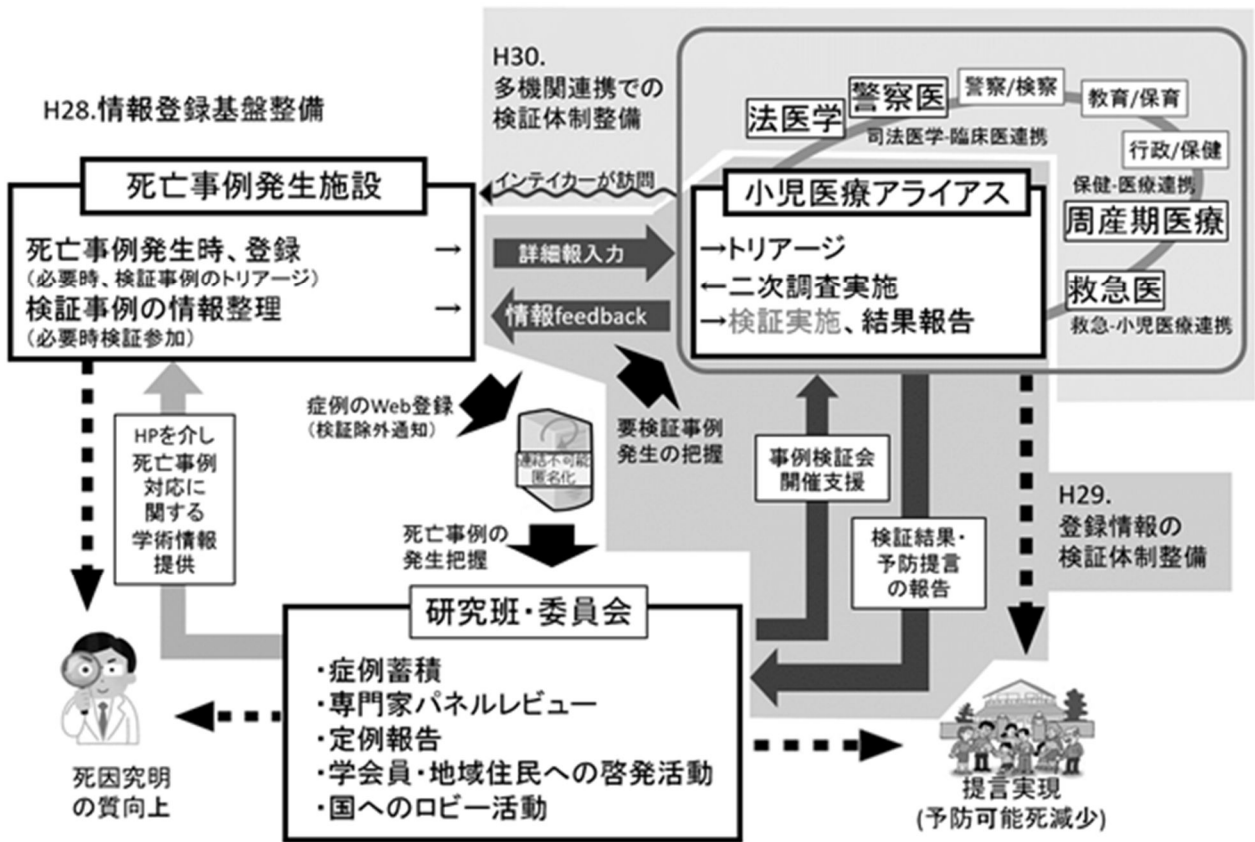 H28.情報登録基盤整備
死亡事例発生施設
死亡事例発生時、登録 →
(必要時、検証事例のトリアージ)
検証事例の情報整理 →
(必要時検証参加)
H30.
多機関連携での
検証体制整備
インテイカーが訪問
詳細報入力
情報feedback
小児医療アライアス
→トリアージ
←二次調査実施
→検証実施、結果報告
法医学
警察医
警察/検察
教育/保育
行政/保健
司法医学-臨床医連携
保健-医療連携
周産期医療
救急医
救急-小児医療連携
HPを介し
死亡事例
対応に
関する
学術情報
提供
症例のWeb登録
(検証除外通知)
連結不可能
匿名化
要検証事例
発生の把握
死亡事例の
発生把握
事例検証会
開催支援
検証結果・
予防提言
の報告
H29.
登録情報の
検証体制整備
研究班・委員会
・症例蓄積
・専門家パネルレビュー
・定例報告
・学会員・地域住民への啓発活動
・国へのロビー活動
死因究明
の質向上
提言実現
(予防可能死減少)